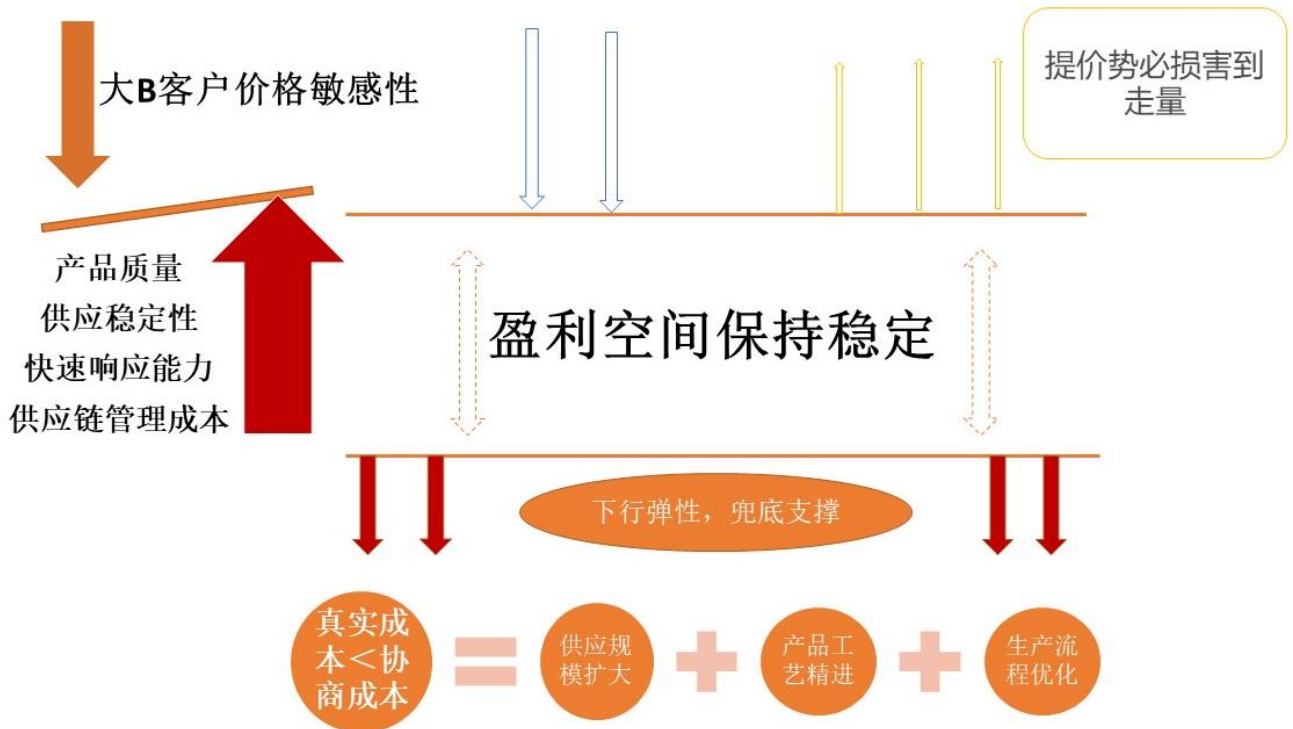 大B客户价格敏感性
提价势必损害到
走量
产品质量
供应稳定性
快速响应能力
供应链管理成本
盈利空间保持稳定
下行弹性，兜底支撑
真实成
本＜协
商成本
供应规
模扩大
产品工
艺精进
生产流
程优化